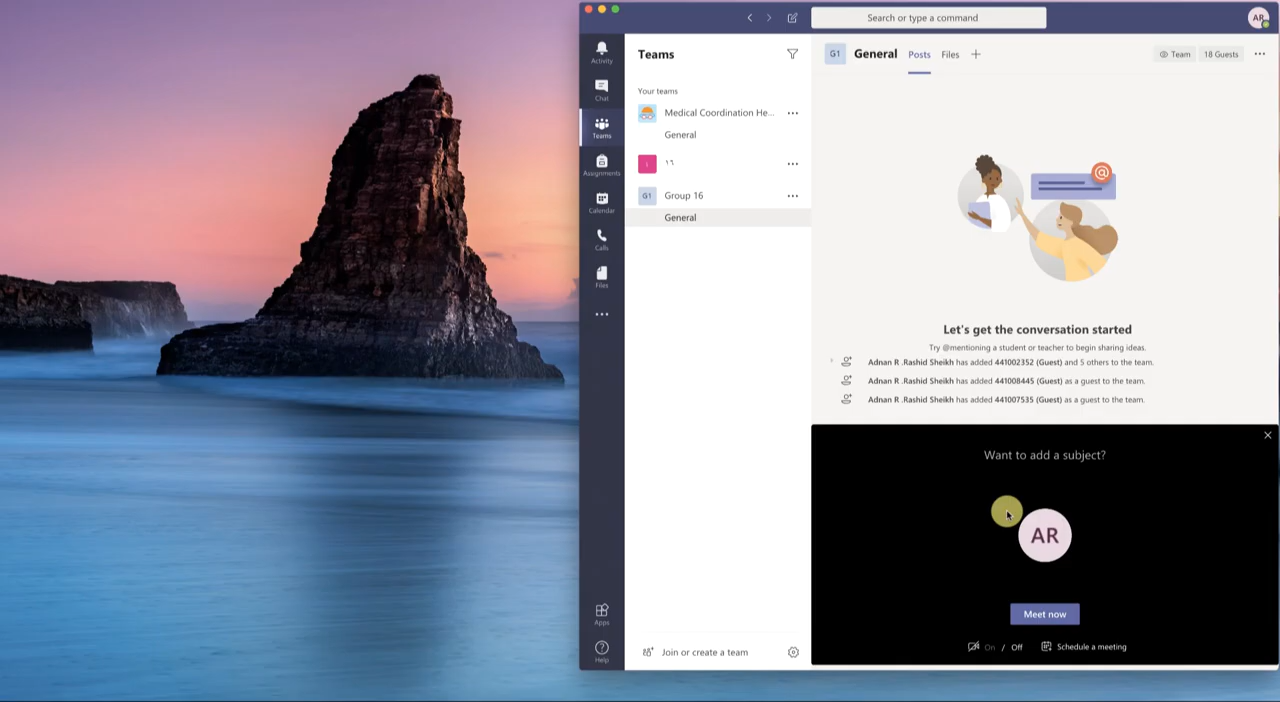 Search or type a command
AR
Activity
Chat
Teams
Assignments
Calendar
Calls
Files
Apps
Help
Teams
Your teams
Medical Coordination He...
General
١٦
G1 Group 16
General
Join or create a team
G1 General Posts Files
Team 18 Guests
@
Let's get the conversation started
Try @mentioning a student or teacher to begin sharing ideas.
Adnan R .Rashid Sheikh has added 441002352 (Guest) and 5 others to the team.
Adnan R .Rashid Sheikh has added 441008445 (Guest) as a guest to the team.
Adnan R .Rashid Sheikh has added 441007535 (Guest) as a guest to the team.
Want to add a subject?
AR
Meet now
On / Off Schedule a meeting